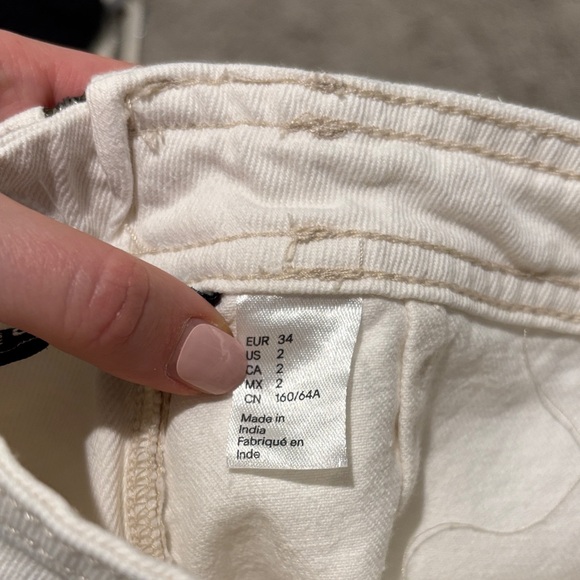 EUR 34
US 2
CA 2
MX 2
CN 160/64A
Made in
India
Fabriqué en
Inde